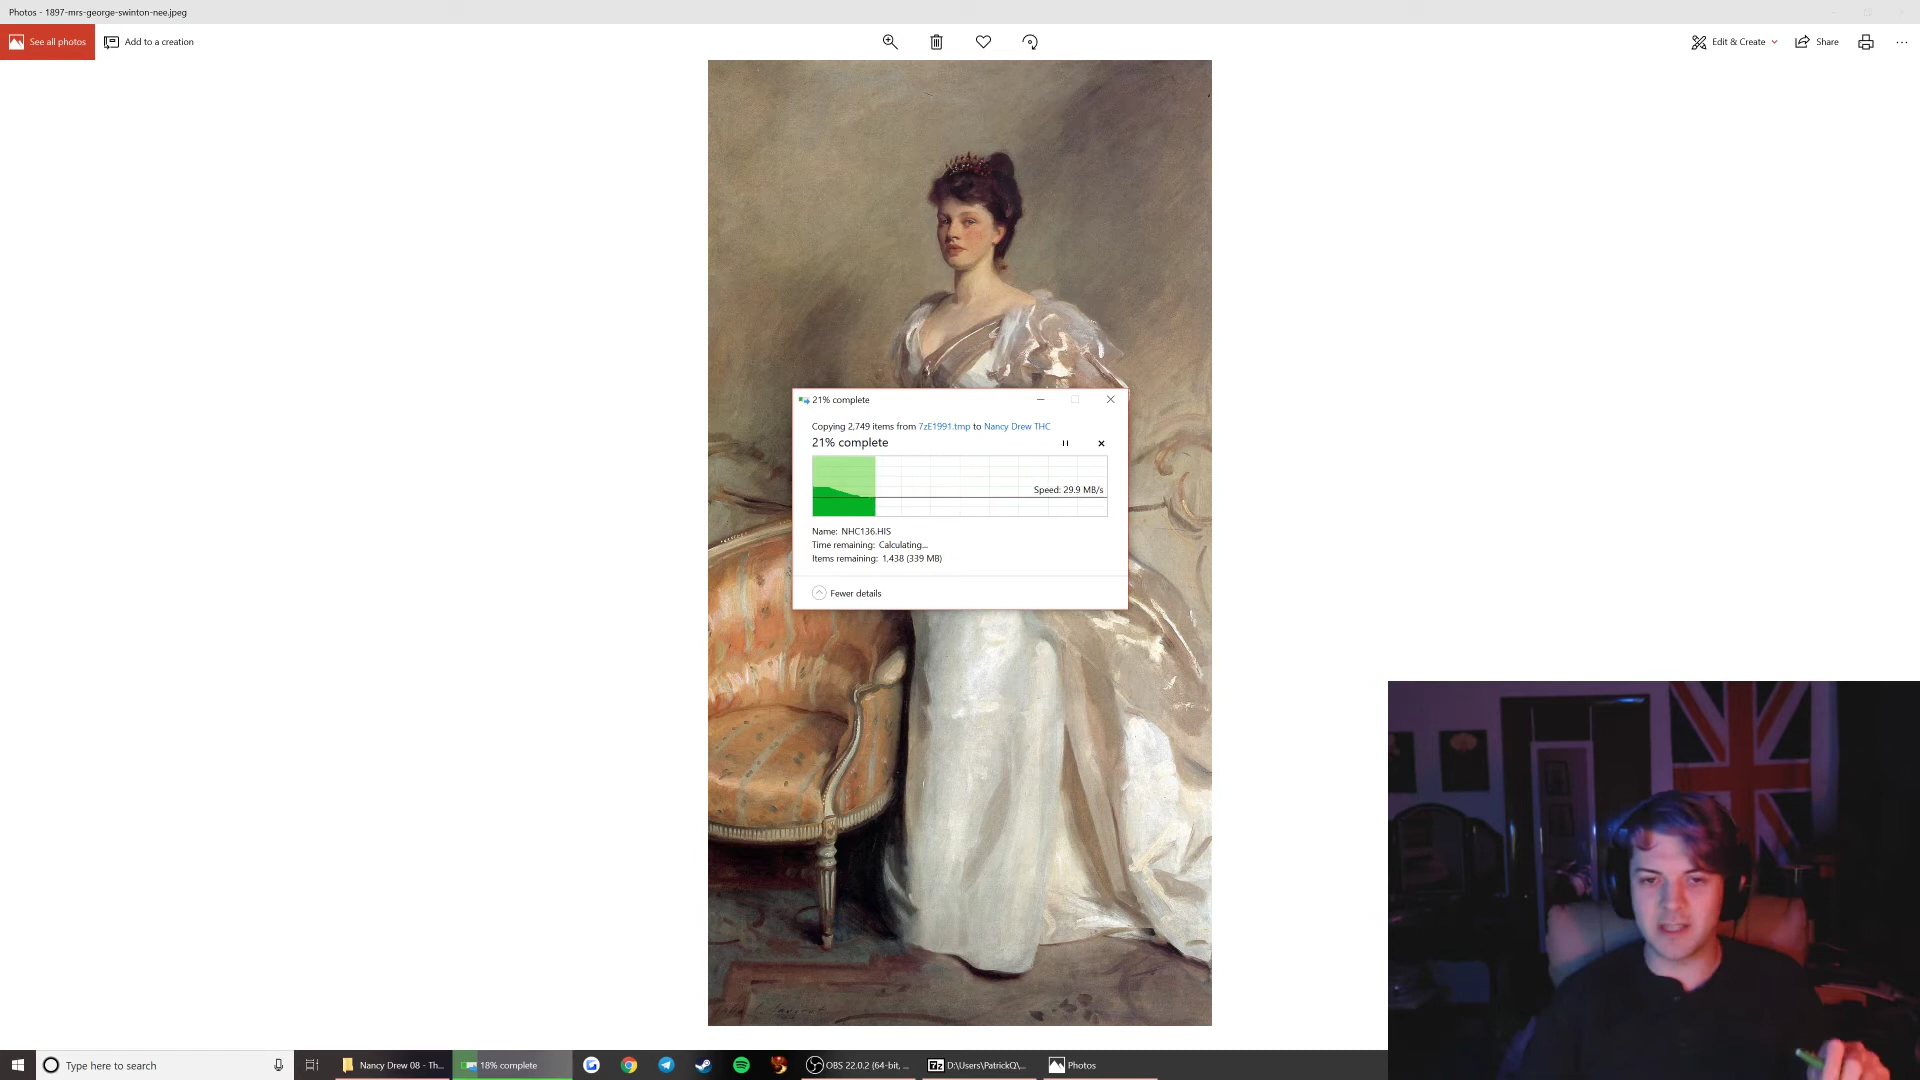 Photos - 1897-mrs-george-swinton-nee.jpeg
See all photos
Add to a creation
Edit & Create
Share
21% complete
Copying 2,749 items from 7zE1991.tmp to Nancy Drew THC
21% complete
Speed: 29.9 MB/s
Name: NHC136.HIS
Time remaining: Calculating...
Items remaining: 1,438 (339 MB)
Fewer details
Type here to search
Nancy Drew 08 - Th...
18% complete
OBS 22.0.2 (64-bit, ...
7z
D:\Users\PatrickQ\...
Photos